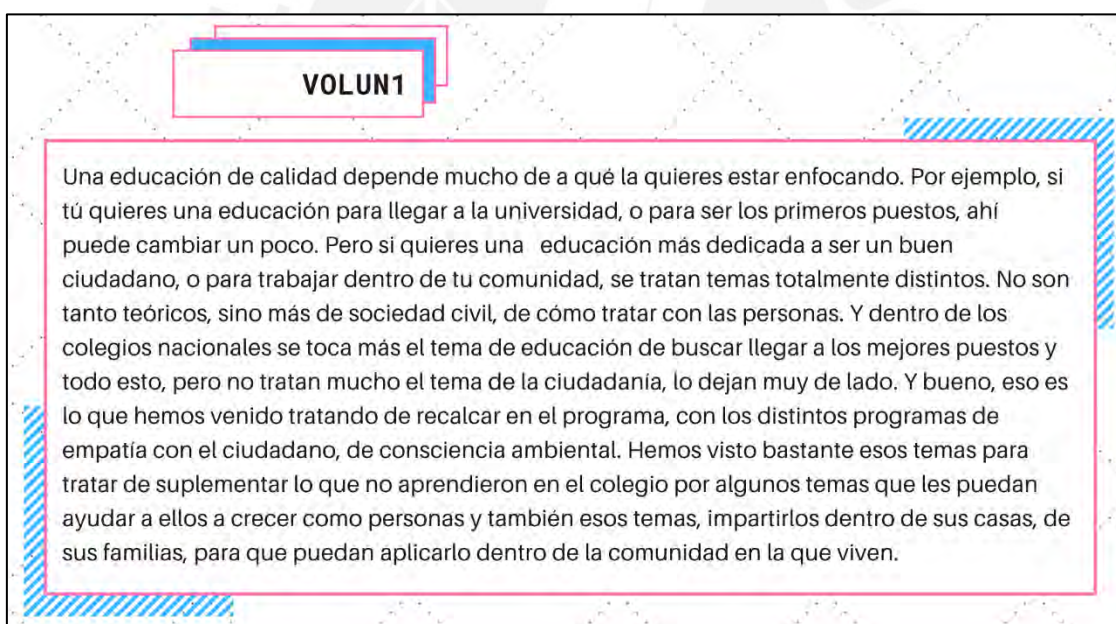 VOLUN1
Una educación de calidad depende mucho de a qué la quieres estar enfocando. Por ejemplo, si
tú quieres una educación para llegar a la universidad, o para ser los primeros puestos, ahí
puede cambiar un poco. Pero si quieres una educación más dedicada a ser un buen
ciudadano, o para trabajar dentro de tu comunidad, se tratan temas totalmente distintos. No son
tanto teóricos, sino más de sociedad civil, de cómo tratar con las personas. Y dentro de los
colegios nacionales se toca más el tema de educación de buscar llegar a los mejores puestos y
todo esto, pero no tratan mucho el tema de la ciudadanía, lo dejan muy de lado. Y bueno, eso es
lo que hemos venido tratando de recalcar en el programa, con los distintos programas de
empatía con el ciudadano, de consciencia ambiental. Hemos visto bastante esos temas para
tratar de suplementar lo que no aprendieron en el colegio por algunos temas que les puedan
ayudar a ellos a crecer como personas y también esos temas, impartirlos dentro de sus casas, de
sus familias, para que puedan aplicarlo dentro de la comunidad en la que viven.